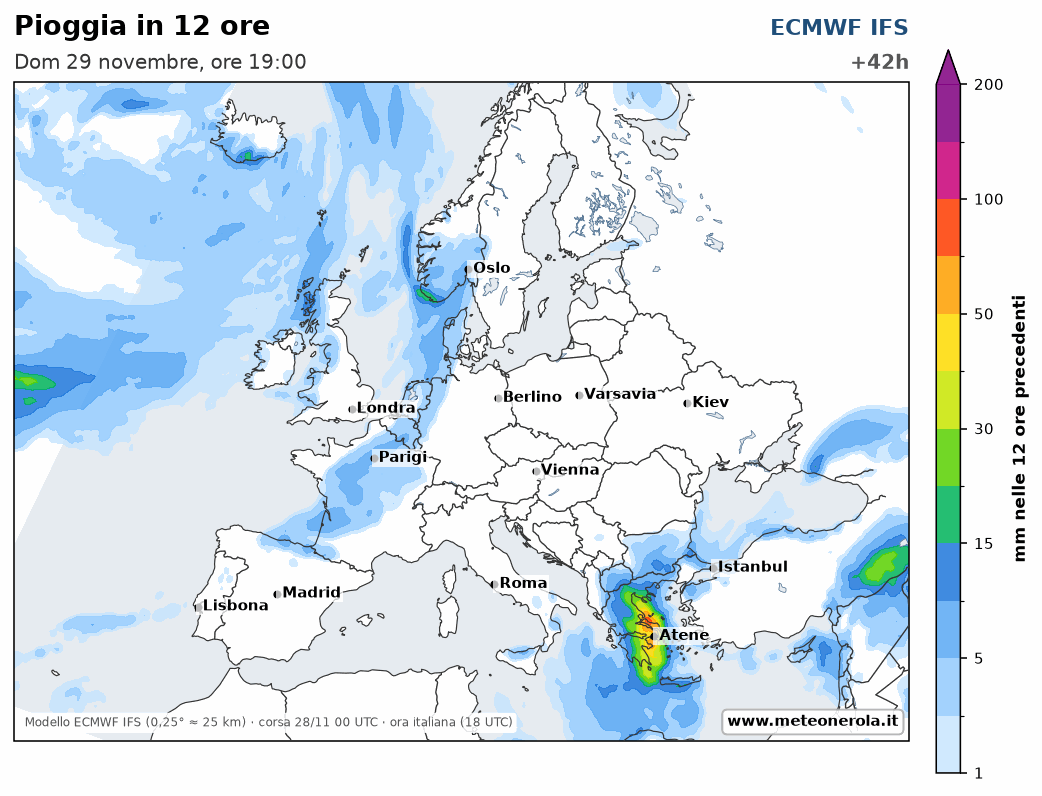 Pioggia in 12 ore
ECMWF IFS
Dom 29 novembre, ore 19:00
+42h
200
100
50
30
15
5
1
mm nelle 12 ore precedenti
Oslo
Berlino
Varsavia
Kiev
Londra
Parigi
Vienna
Istanbul
Roma
Madrid
Lisbona
Atene
Modello ECMWF IFS (0,25° ≈ 25 km) · corsa 28/11 00 UTC · ora italiana (18 UTC)
www.meteonerola.it